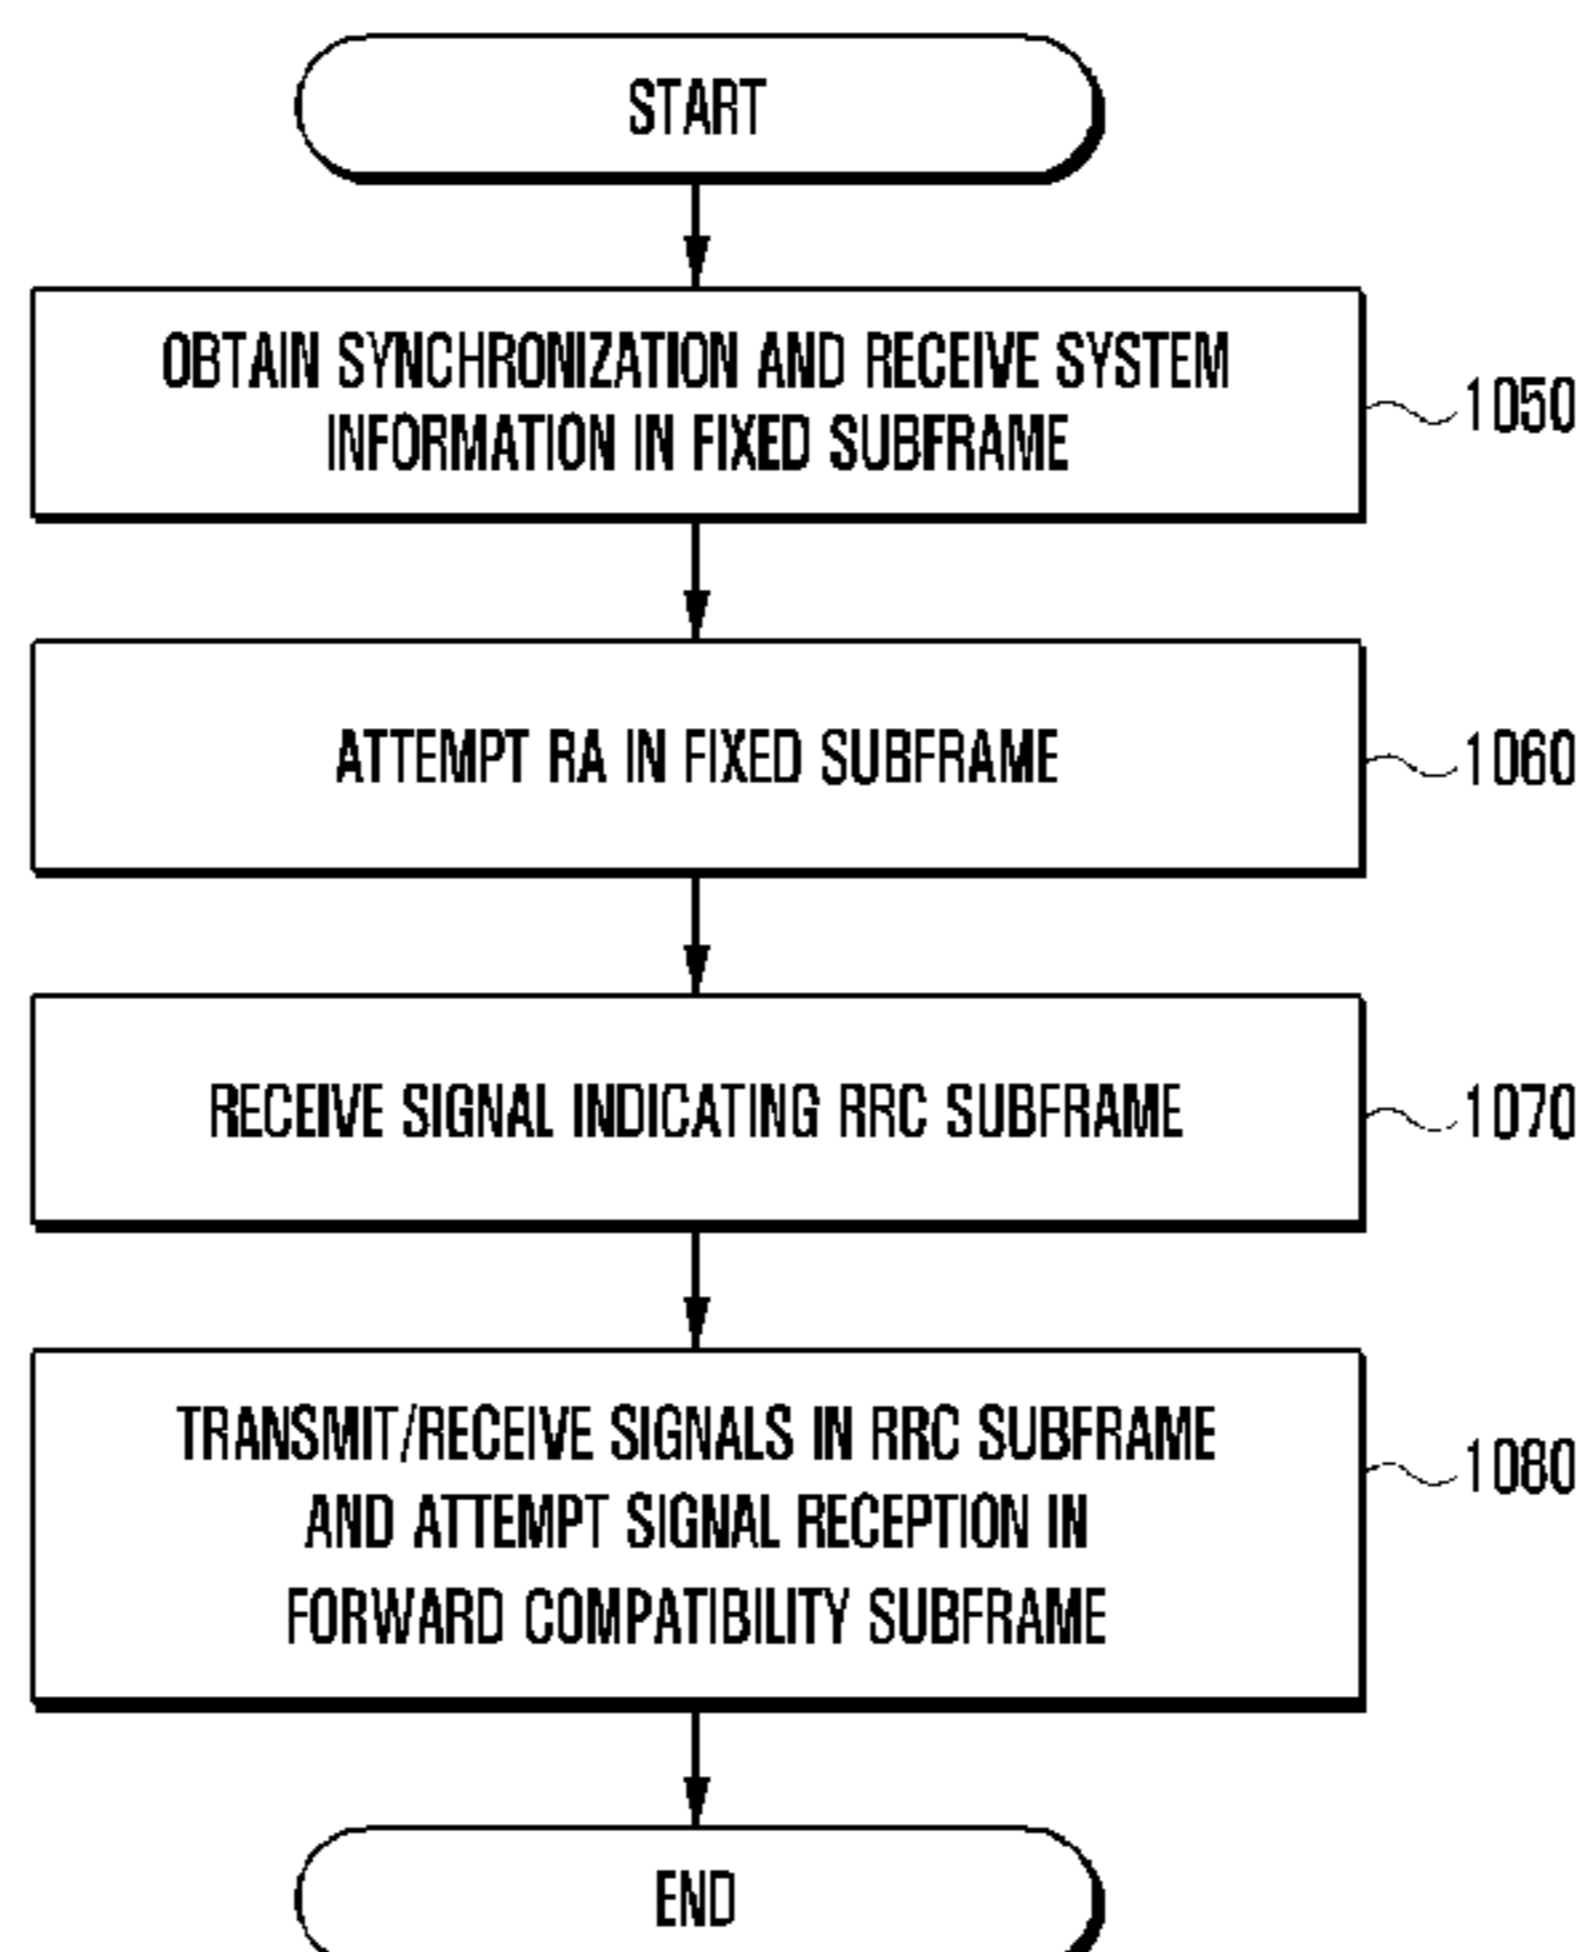 START
OBTAIN SYNCHRONIZATION AND RECEIVE SYSTEM
INFORMATION IN FIXED SUBFRAME
1050
ATTEMPT RA IN FIXED SUBFRAME
1060
RECEIVE SIGNAL INDICATING RRC SUBFRAME
1070
TRANSMIT/RECEIVE SIGNALS IN RRC SUBFRAME
AND ATTEMPT SIGNAL RECEPTION IN
FORWARD COMPATIBILITY SUBFRAME
1080
END